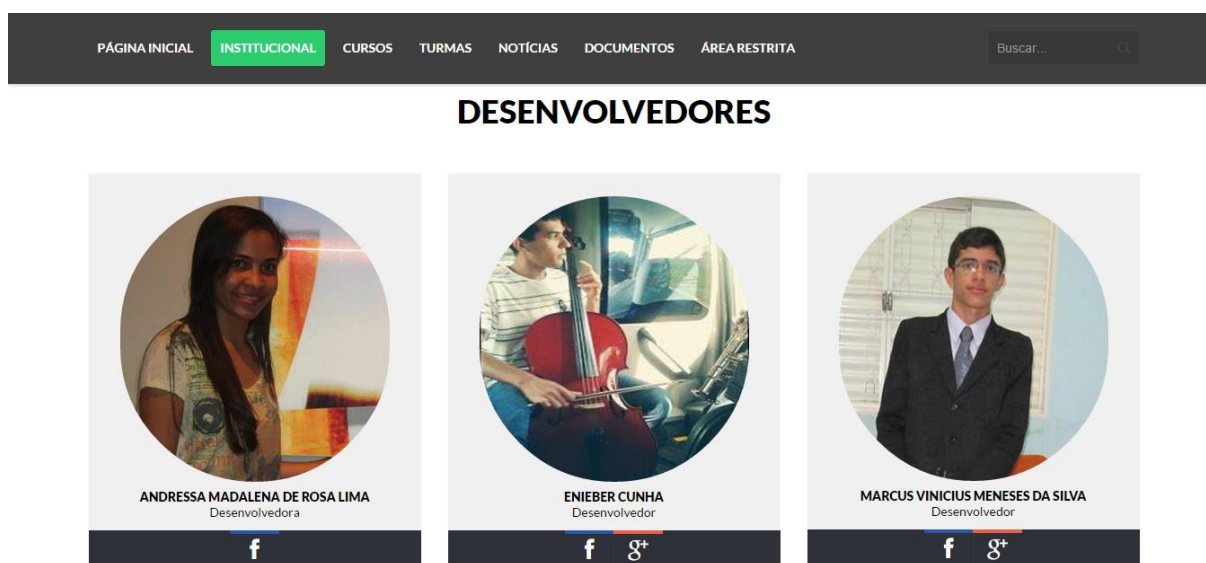 PÁGINA INICIAL INSTITUCIONAL CURSOS TURMAS NOTÍCIAS DOCUMENTOS ÁREA RESTRITA Buscar...
DESENVOLVEDORES
ANDRESSA MADALENA DE ROSA LIMA
Desenvolvedora
f
ENIEBER CUNHA
Desenvolvedor
f g+
MARCUS VINICIUS MENESES DA SILVA
Desenvolvedor
f g+